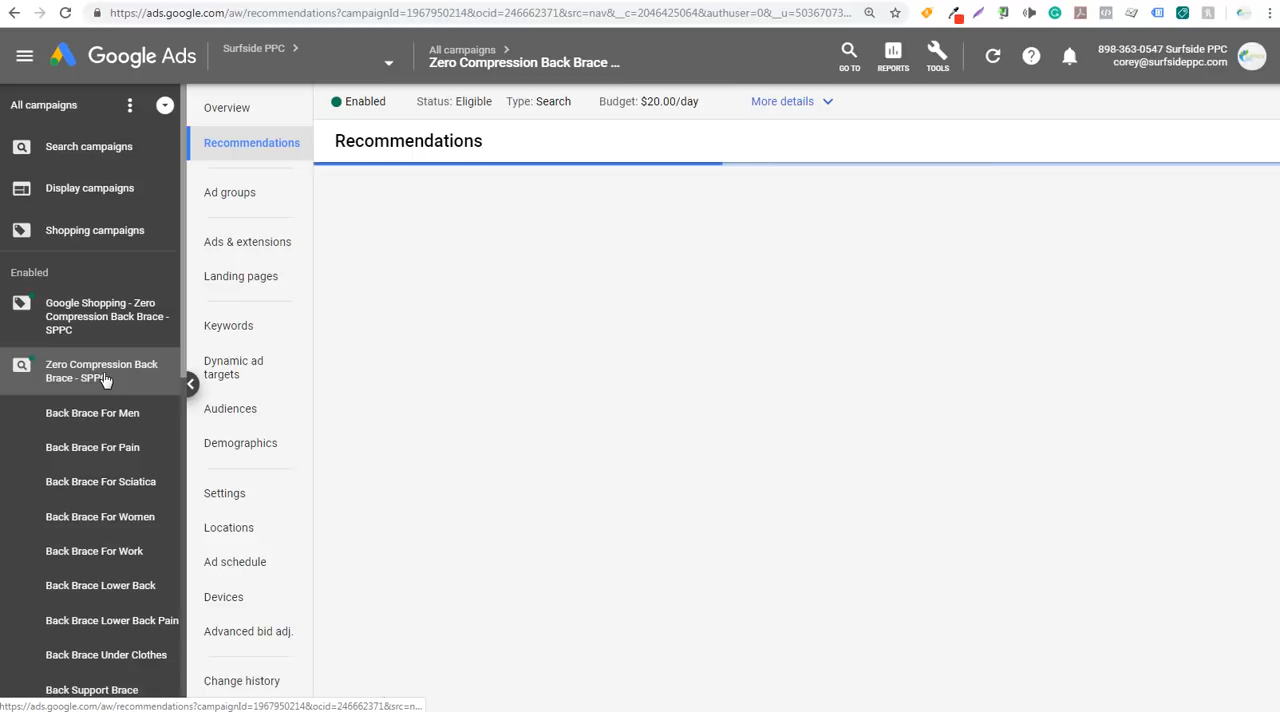 https://ads.google.com/aw/recommendations?campaignId=1967950214&ocid=246662371&src=nav&__c=2046425064&authuser=0&__u=50367073...
Google Ads
Surfside PPC
All campaigns
Zero Compression Back Brace ...
GO TO
REPORTS
TOOLS
898-363-0547 Surfside PPC
corey@surfsideppc.com
All campaigns
Search campaigns
Display campaigns
Shopping campaigns
Enabled
Google Shopping - Zero
Compression Back Brace -
SPPC
Zero Compression Back
Brace - SPPC
Back Brace For Men
Back Brace For Pain
Back Brace For Sciatica
Back Brace For Women
Back Brace For Work
Back Brace Lower Back
Back Brace Lower Back Pain
Back Brace Under Clothes
Back Support Brace
Overview
Recommendations
Ad groups
Ads & extensions
Landing pages
Keywords
Dynamic ad
targets
Audiences
Demographics
Settings
Locations
Ad schedule
Devices
Advanced bid adj.
Change history
Enabled
Status: Eligible
Type: Search
Budget: $20.00/day
More details
Recommendations
https://ads.google.com/aw/recommendations?campaignId=1967950214&ocid=246662371&src=n...